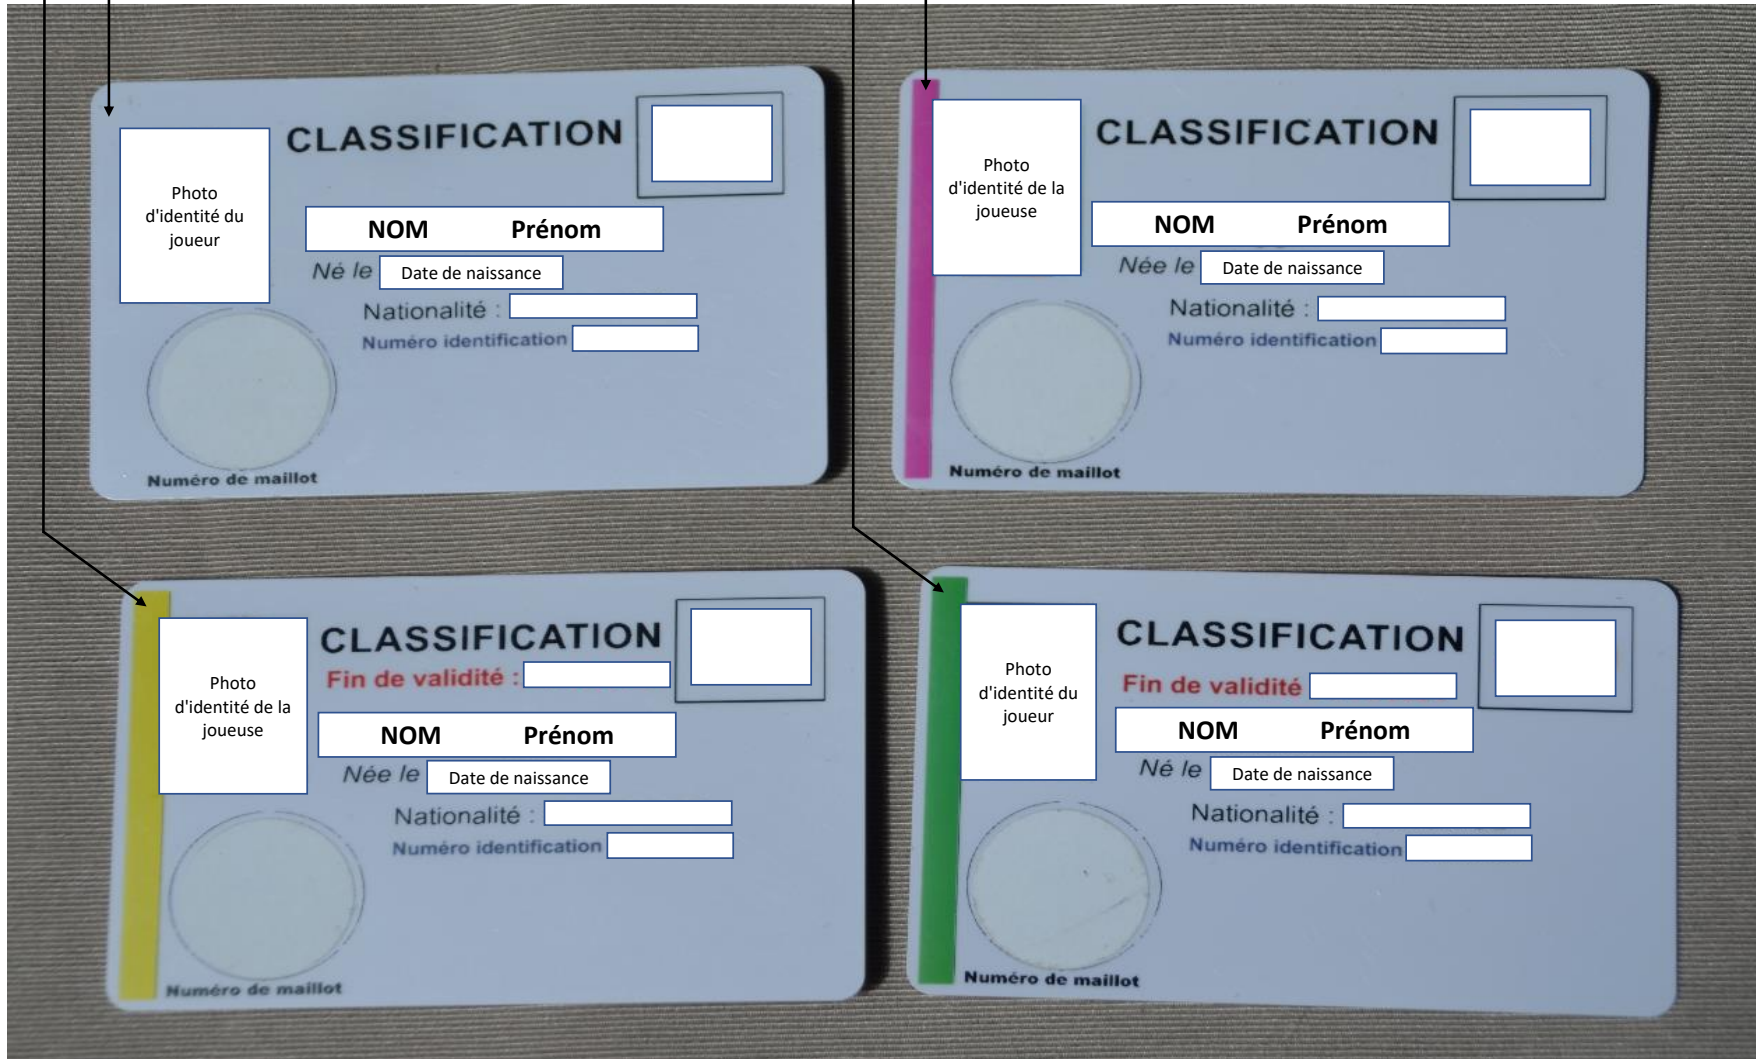 CLASSIFICATION
Photo
d'identité du
joueur
NOM Prénom
Né le Date de naissance
Nationalité :
Numéro identification
Numéro de maillot
CLASSIFICATION
Photo
d'identité de la
joueuse
NOM Prénom
Née le Date de naissance
Nationalité :
Numéro identification
Numéro de maillot
CLASSIFICATION
Fin de validité :
Photo
d'identité de la
joueuse
NOM Prénom
Née le Date de naissance
Nationalité :
Numéro identification
Numéro de maillot
CLASSIFICATION
Fin de validité
Photo
d'identité du
joueur
NOM Prénom
Né le Date de naissance
Nationalité :
Numéro identification
Numéro de maillot